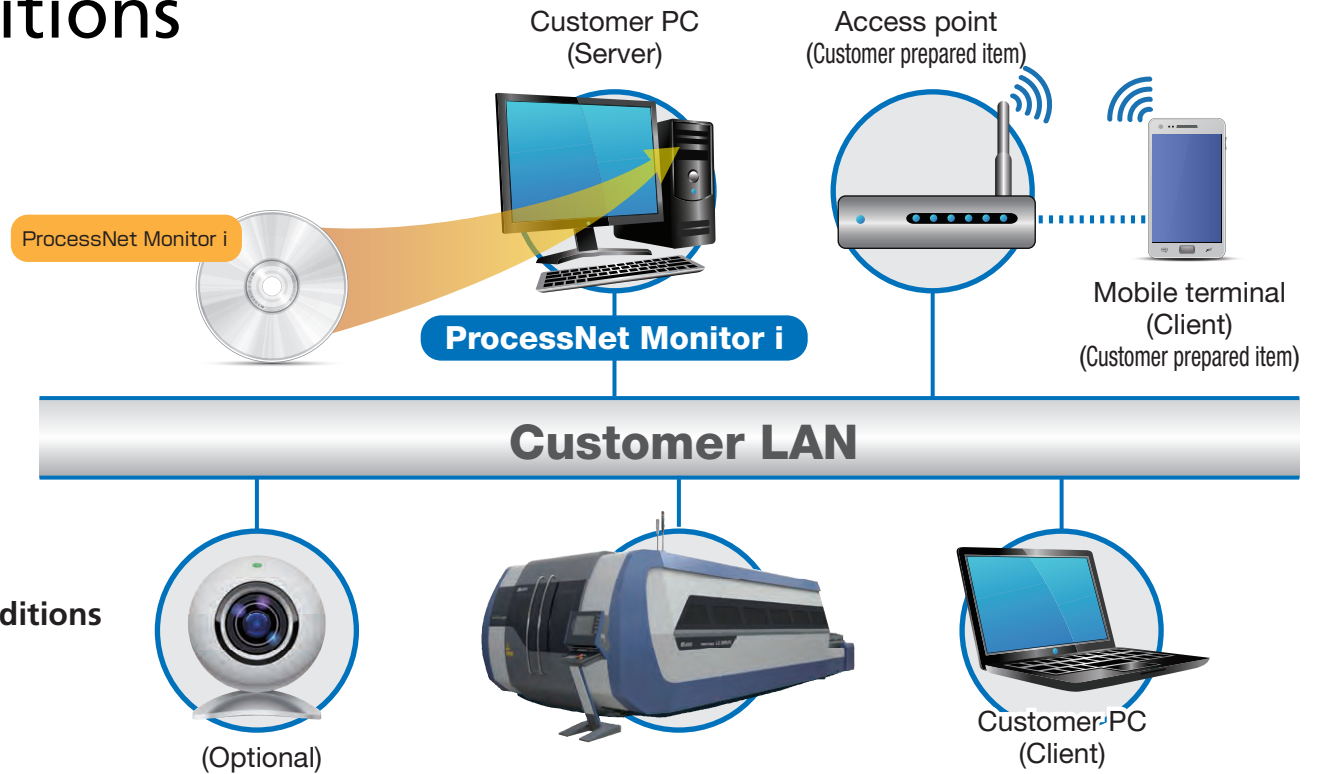 itions
Customer PC
(Server)
Access point
(Customer prepared item)
ProcessNet Monitor i
ProcessNet Monitor i
Mobile terminal
(Client)
(Customer prepared item)
Customer LAN
ditions
(Optional)
Customer PC
(Client)